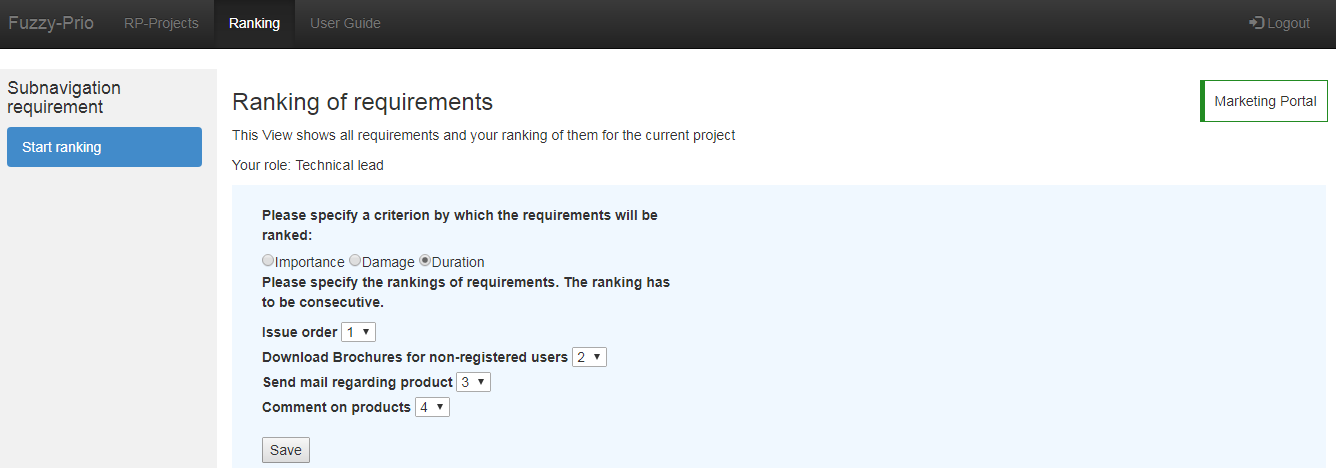 Fuzzy-Prio RP-Projects Ranking User Guide Logout
Subnavigation
requirement
Start ranking
Ranking of requirements
Marketing Portal
This View shows all requirements and your ranking of them for the current project
Your role: Technical lead
Please specify a criterion by which the requirements will be
ranked:
Importance Damage Duration
Please specify the rankings of requirements. The ranking has
to be consecutive.
Issue order 1
Download Brochures for non-registered users 2
Send mail regarding product 3
Comment on products 4
Save